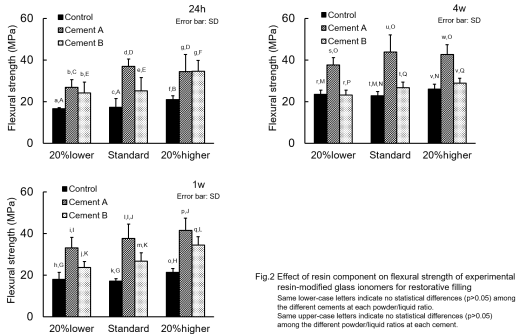 24h
Error bar: SD
Control
Cement A
Cement B
Flexural strength (MPa)
60
40
20
0
a,A
b,C
b,E
c,A
d,D
e,E
f,B
g,D
g,F
20%lower
Standard
20%higher
4w
Error bar: SD
Control
Cement A
Cement B
Flexural strength (MPa)
60
40
20
0
r,M
s,O
r,P
t,M,N
u,O
t,Q
v,N
w,O
v,Q
20%lower
Standard
20%higher
1w
Error bar: SD
Control
Cement A
Cement B
Flexural strength (MPa)
60
40
20
0
h,G
i,I
j,K
k,G
l,I,J
m,K
o,H
p,J
q,L
20%lower
Standard
20%higher
Fig.2 Effect of resin component on flexural strength of experimental
resin-modified glass ionomers for restorative filling
Same lower-case letters indicate no statistical differences (p>0.05) among
the different cements at each powder/liquid ratio.
Same upper-case letters indicate no statistical differences (p>0.05)
among the different powder/liquid ratios at each cement.